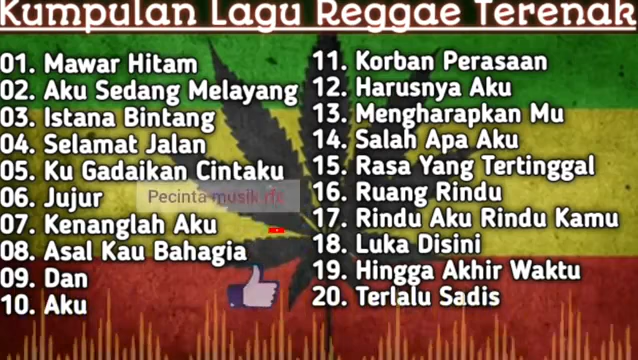 Kumpulan Lagu Reggae Terenak
01. Mawar Hitam
02. Aku Sedang Melayang
03. Istana Bintang
04. Selamat Jalan
05. Ku Gadaikan Cintaku
06. Jujur
07. Kenanglah Aku
08. Asal Kau Bahagia
09. Dan
10. Aku
11. Korban Perasaan
12. Harusnya Aku
13. Mengharapkan Mu
14. Salah Apa Aku
15. Rasa Yang Tertinggal
16. Ruang Rindu
17. Rindu Aku Rindu Kamu
18. Luka Disini
19. Hingga Akhir Waktu
20. Terlalu Sadis
Pecinta musik